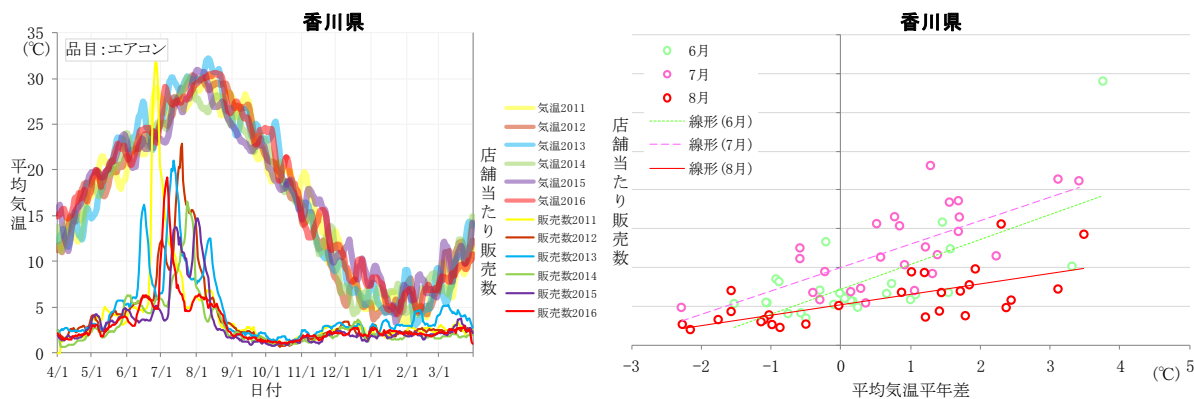 香川県
35
(℃)
30
25
20
15
10
5
0
平均気温
品目:エアコン
4/1 5/1 6/1 7/1 8/1 9/1 10/1 11/1 12/1 1/1 2/1 3/1
日付
店舗当たり販売数
気温2011
気温2012
気温2013
気温2014
気温2015
気温2016
販売数2011
販売数2012
販売数2013
販売数2014
販売数2015
販売数2016
香川県
6月
7月
8月
線形 (6月)
線形 (7月)
線形 (8月)
店舗当たり販売数
-3 -2 -1 0 1 2 3 4 5
(℃)
平均気温平年差